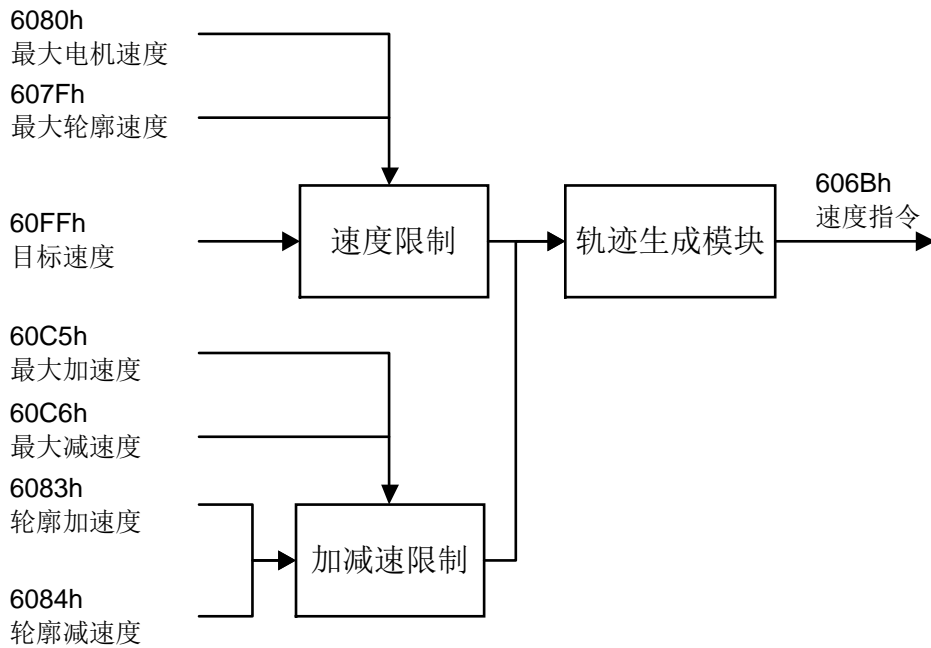 6080h
最大电机速度
607Fh
最大轮廓速度
60FFh
目标速度
速度限制
轨迹生成模块
606Bh
速度指令
60C5h
最大加速度
60C6h
最大减速度
6083h
轮廓加速度
加减速限制
6084h
轮廓减速度